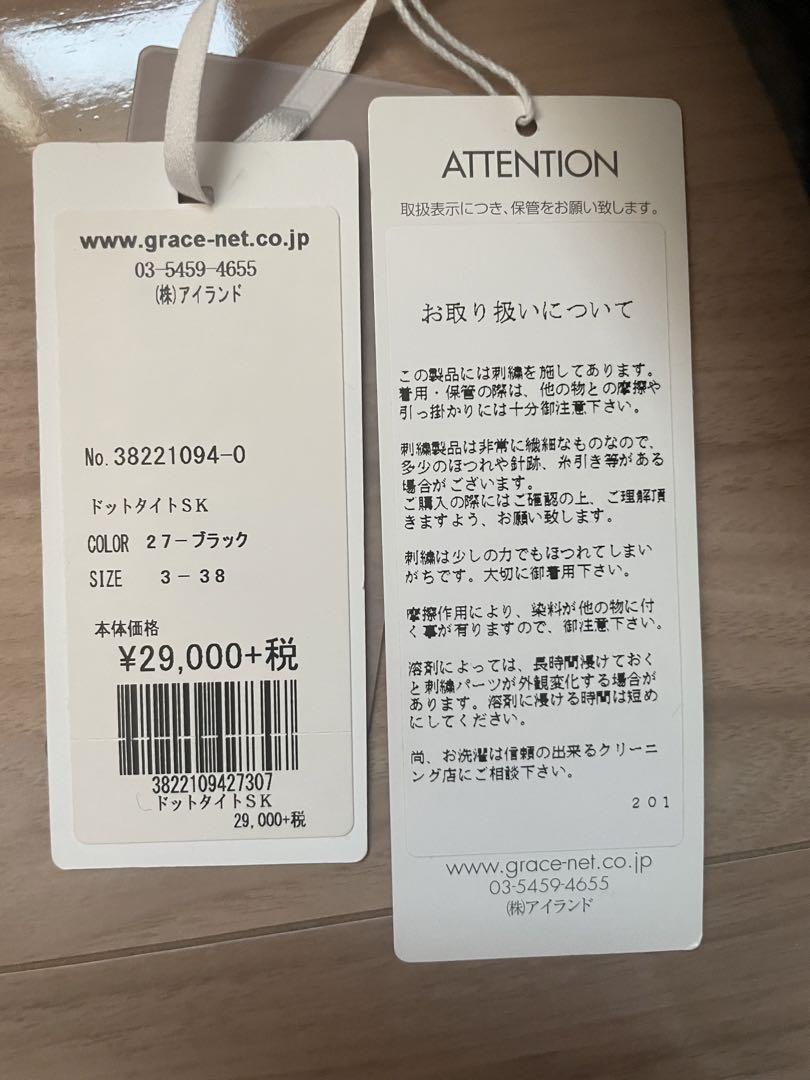 www.grace-net.co.jp
03-5459-4655
(株)アイランド
No.38221094-0
ドットタイトSK
COLOR 27-ブラック
SIZE 3-38
本体価格
¥29,000+税
3822109427307
ドットタイトSK
29,000+税
ATTENTION
取扱表示につき、保管をお願い致します。
お取り扱いについて
この製品には刺繍を施してあります。
着用・保管の際は、他の物との摩擦や
引っ掛かりには十分御注意下さい。
刺繍製品は非常に繊細なものなので、
多少のほつれや針跡、糸引き等がある
場合がございます。
ご購入の際にはご確認の上、ご理解頂
きますよう、お願い致します。
刺繍は少しの力でもほつれてしまい
がちです。大切に御着用下さい。
摩擦作用により、染料が他の物に付
く事が有りますので、御注意下さい。
溶剤によっては、長時間浸けておく
と刺繍パーツが外観変化する場合が
あります。溶剤に浸ける時間は短め
にしてください。
尚、お洗濯は信頼の出来るクリーニ
ング店にご相談下さい。
201
www.grace-net.co.jp
03-5459-4655
(株)アイランド